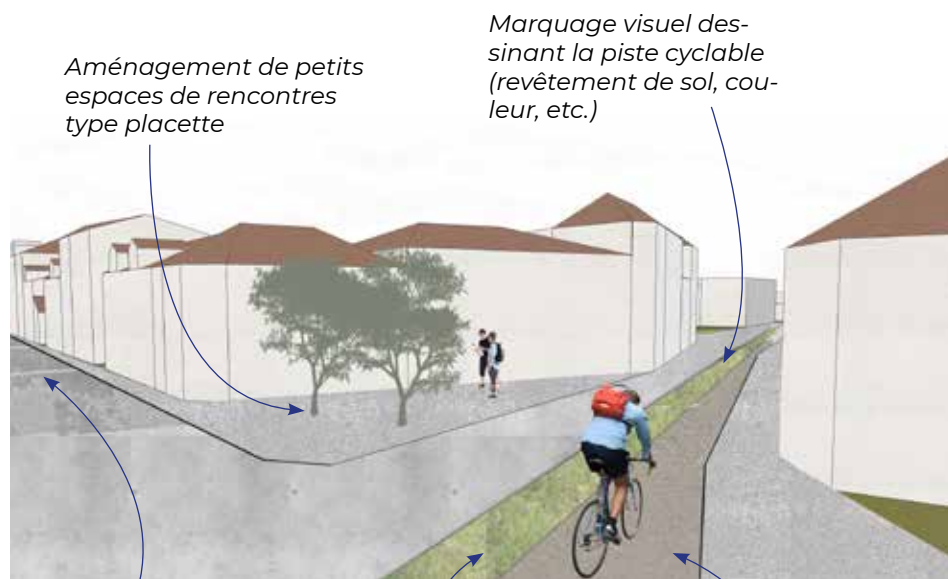 Aménagement de petits
espaces de rencontres
type placette
Marquage visuel des-
sinant la piste cyclable
(revêtement de sol, cou-
leur, etc.)